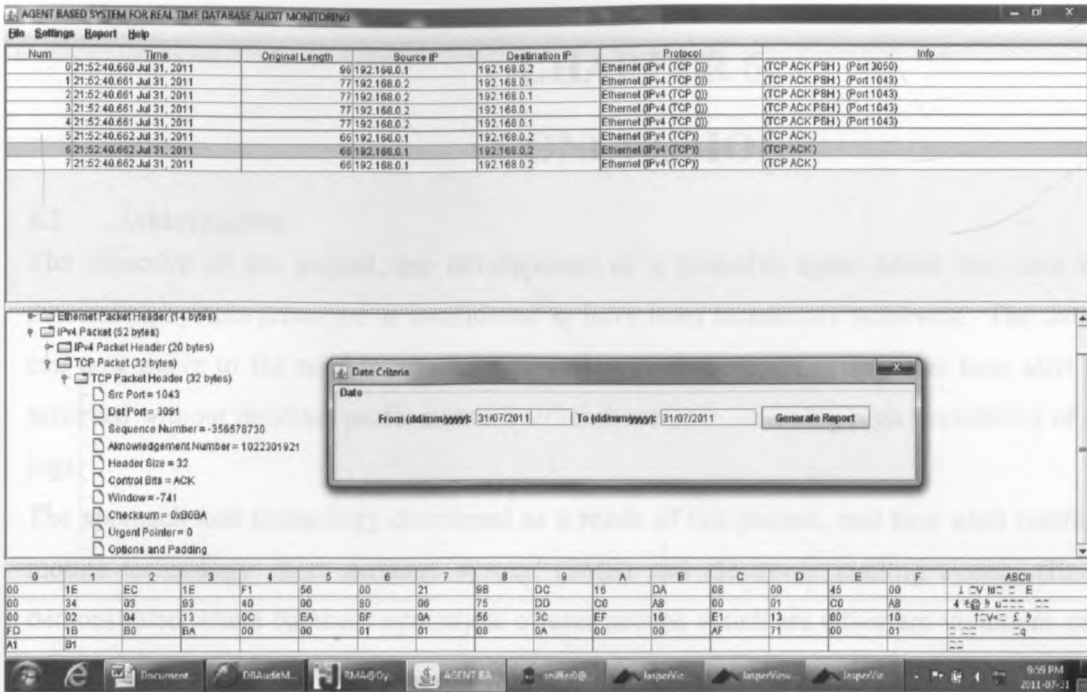 AGENT BASED SYSTEM FOR REAL TIME DATABASE AUDIT MONITORING
File Settings Report Help
Num Time Original Length Source IP Destination IP Protocol Info
0 21:52:40.660 Jul 31, 2011 96 192.168.0.1 192.168.0.2 Ethernet (IPv4 (TCP ())) (TCP ACK PSH ) (Port 3050)
1 21:52:40.661 Jul 31, 2011 77 192.168.0.2 192.168.0.1 Ethernet (IPv4 (TCP ())) (TCP ACK PSH ) (Port 1043)
2 21:52:40.661 Jul 31, 2011 77 192.168.0.2 192.168.0.1 Ethernet (IPv4 (TCP ())) (TCP ACK PSH ) (Port 1043)
3 21:52:40.661 Jul 31, 2011 77 192.168.0.2 192.168.0.1 Ethernet (IPv4 (TCP ())) (TCP ACK PSH ) (Port 1043)
4 21:52:40.661 Jul 31, 2011 77 192.168.0.2 192.168.0.1 Ethernet (IPv4 (TCP ())) (TCP ACK PSH ) (Port 1043)
5 21:52:40.662 Jul 31, 2011 66 192.168.0.1 192.168.0.2 Ethernet (IPv4 (TCP)) (TCP ACK )
6 21:52:40.662 Jul 31, 2011 66 192.168.0.1 192.168.0.2 Ethernet (IPv4 (TCP)) (TCP ACK )
7 21:52:40.662 Jul 31, 2011 66 192.168.0.1 192.168.0.2 Ethernet (IPv4 (TCP)) (TCP ACK )
Ethernet Packet Header (14 bytes)
IPv4 Packet (52 bytes)
IPv4 Packet Header (20 bytes)
TCP Packet (32 bytes)
TCP Packet Header (32 bytes)
Src Port = 1043
Dst Port = 3091
Sequence Number = -356578730
Aknowledgement Number = 1022301921
Header Size = 32
Control Bits = ACK
Window = -741
Checksum = 0xB0BA
Urgent Pointer = 0
Options and Padding
Date Criteria
Date
From (dd/mm/yyyy) 31/07/2011 To (dd/mm/yyyy) 31/07/2011 Generate Report
0 1 2 3 4 5 6 7 8 9 A B C D E F ASCII
00 1E EC 1E F1 56 00 21 9B DC 16 DA 08 00 45 00
00 34 03 93 40 00 80 06 75 DD C0 A8 00 01 C0 A8
00 02 04 13 0C EA BF 0A 56 3C EF 16 E1 13 80 10
FD 1B B0 BA 00 00 01 01 08 0A 00 00 AF 71 00 01
A1 B1
Document... DBAuditM... RMA@Oy... AGENT BA... sniffer0@... JasperVie... JasperView... JasperVie... 9:59 PM
2011-07-31